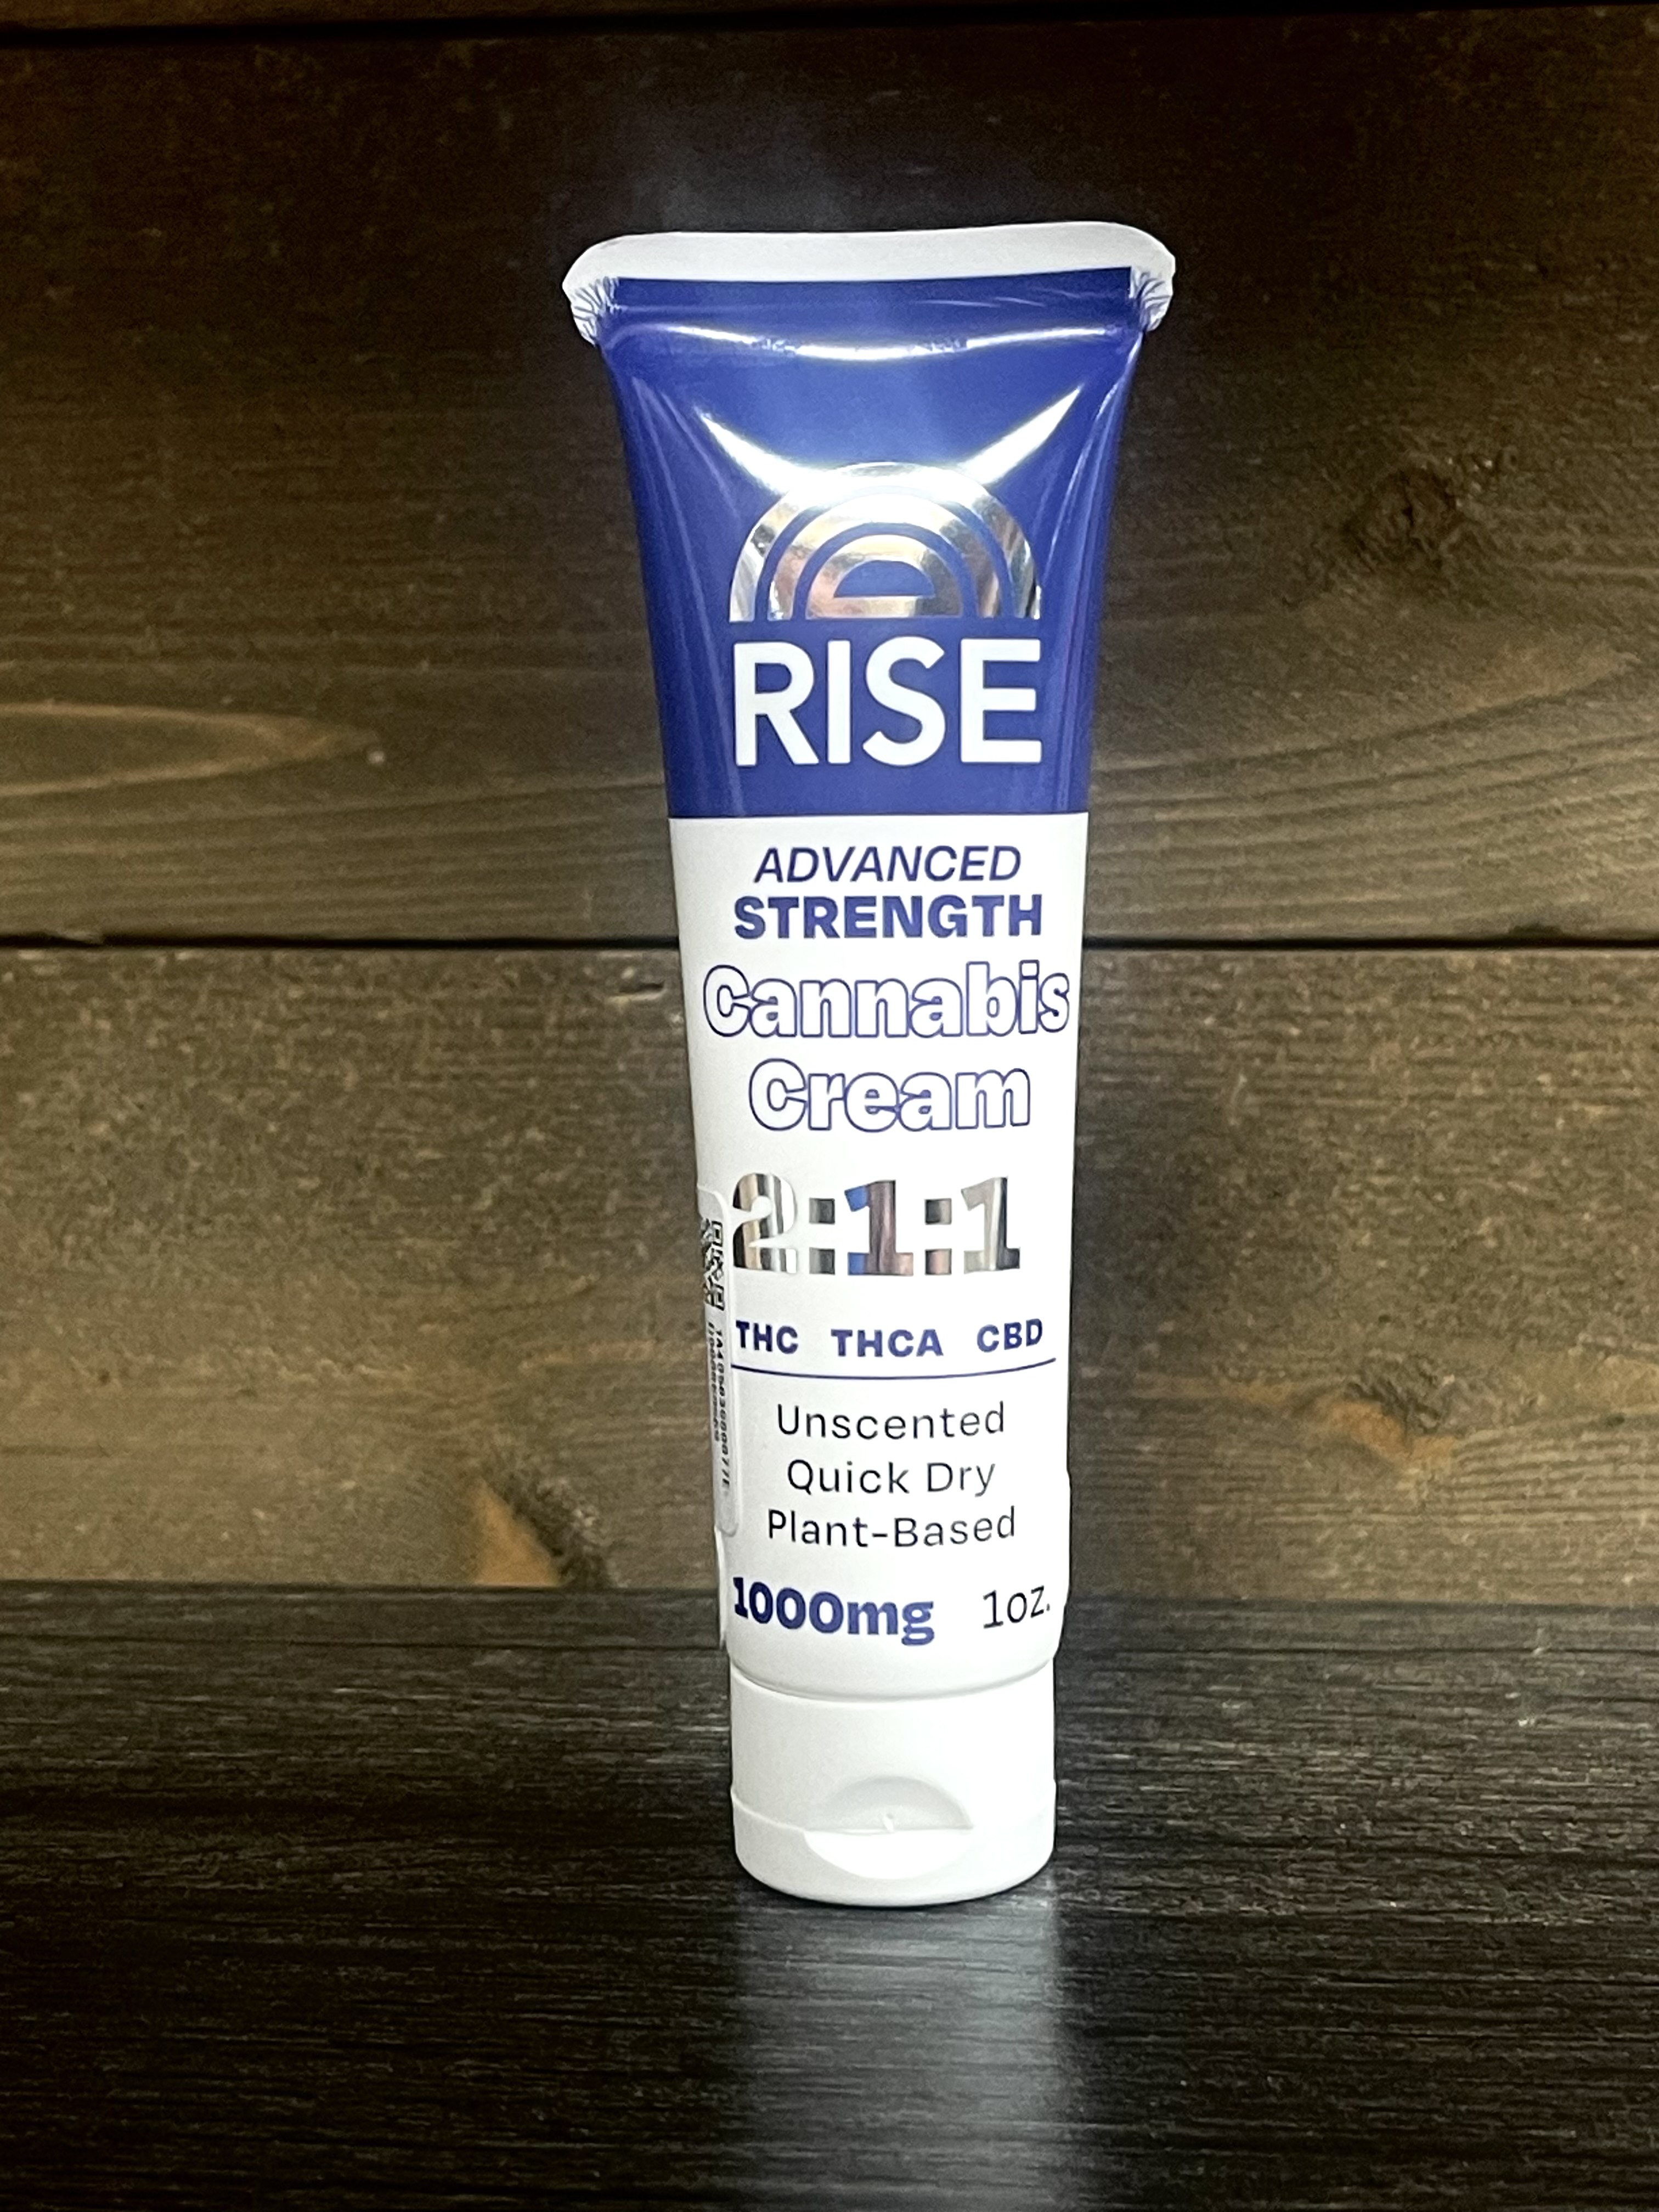 RISE
ADVANCED
STRENGTH
Cannabis
Cream
2:1:1
THC THCA CBD
Unscented
Quick Dry
Plant-Based
1000mg 1oz.